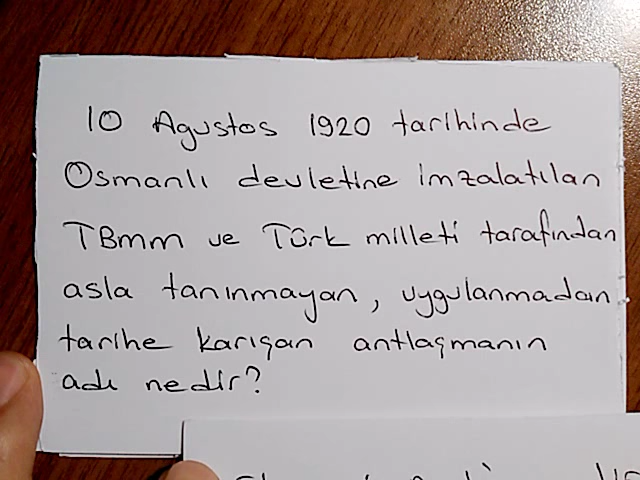 10 Ağustos 1920 tarihinde
Osmanlı devletine imzalatılan
TBMM ve Türk milleti tarafından
asla tanınmayan, uygulanmadan
tarihe karışan antlaşmanın
adı nedir?